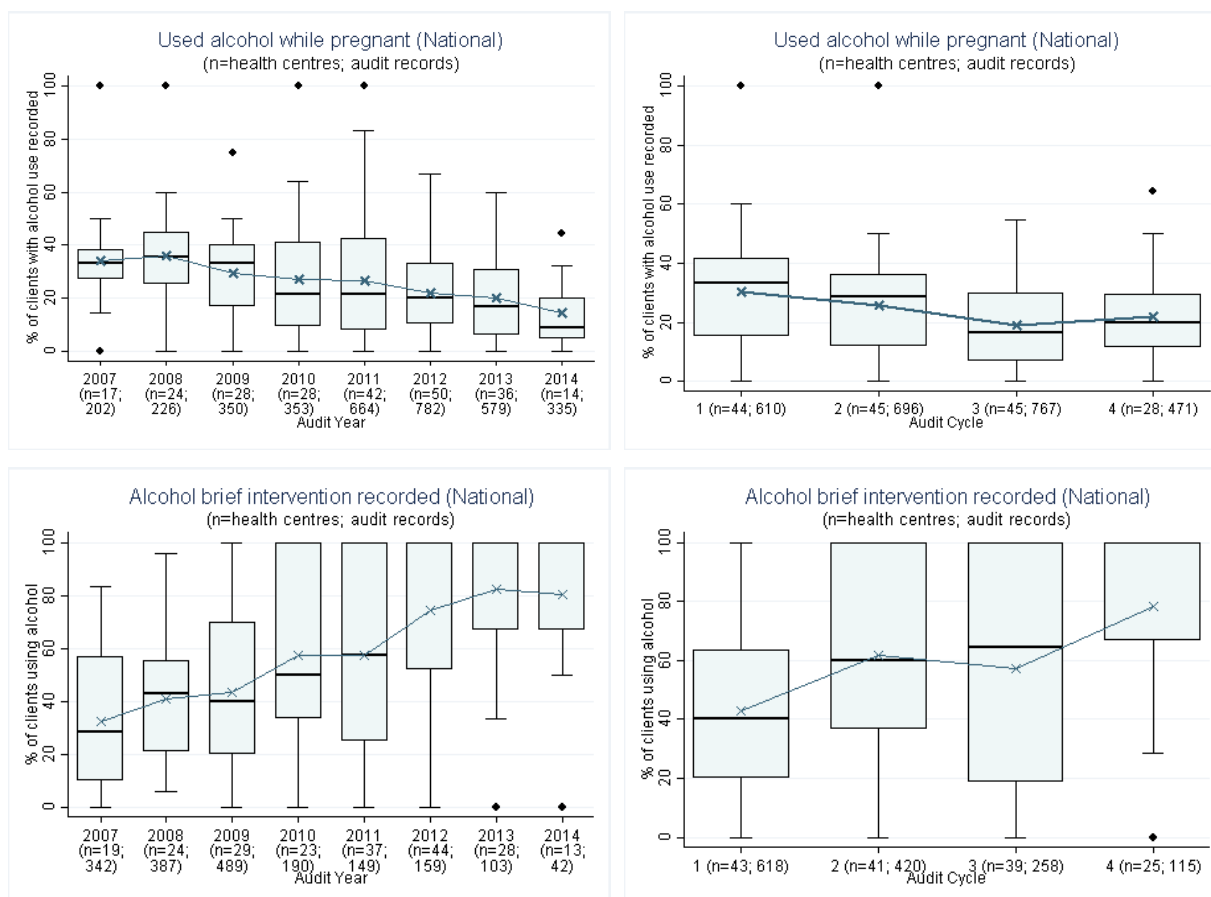 Used alcohol while pregnant (National)
(n=health centres; audit records)
% of clients with alcohol use recorded
100
80
60
40
20
0
2007 2008 2009 2010 2011 2012 2013 2014
(n=17; (n=24; (n=28; (n=28; (n=42; (n=50; (n=36; (n=14;
202) 226) 350) 353) 664) 782) 579) 335)
Audit Year
Used alcohol while pregnant (National)
(n=health centres; audit records)
% of clients with alcohol use recorded
100
80
60
40
20
0
1 (n=44; 610) 2 (n=45; 696) 3 (n=45; 767) 4 (n=28; 471)
Audit Cycle
Alcohol brief intervention recorded (National)
(n=health centres; audit records)
% of clients using alcohol
100
80
60
40
20
0
2007 2008 2009 2010 2011 2012 2013 2014
(n=19; (n=24; (n=29; (n=23; (n=37; (n=44; (n=28; (n=13;
342) 387) 489) 190) 149) 159) 103) 42)
Audit Year
Alcohol brief intervention recorded (National)
(n=health centres; audit records)
% of clients using alcohol
100
80
60
40
20
0
1 (n=43; 618) 2 (n=41; 420) 3 (n=39; 258) 4 (n=25; 115)
Audit Cycle